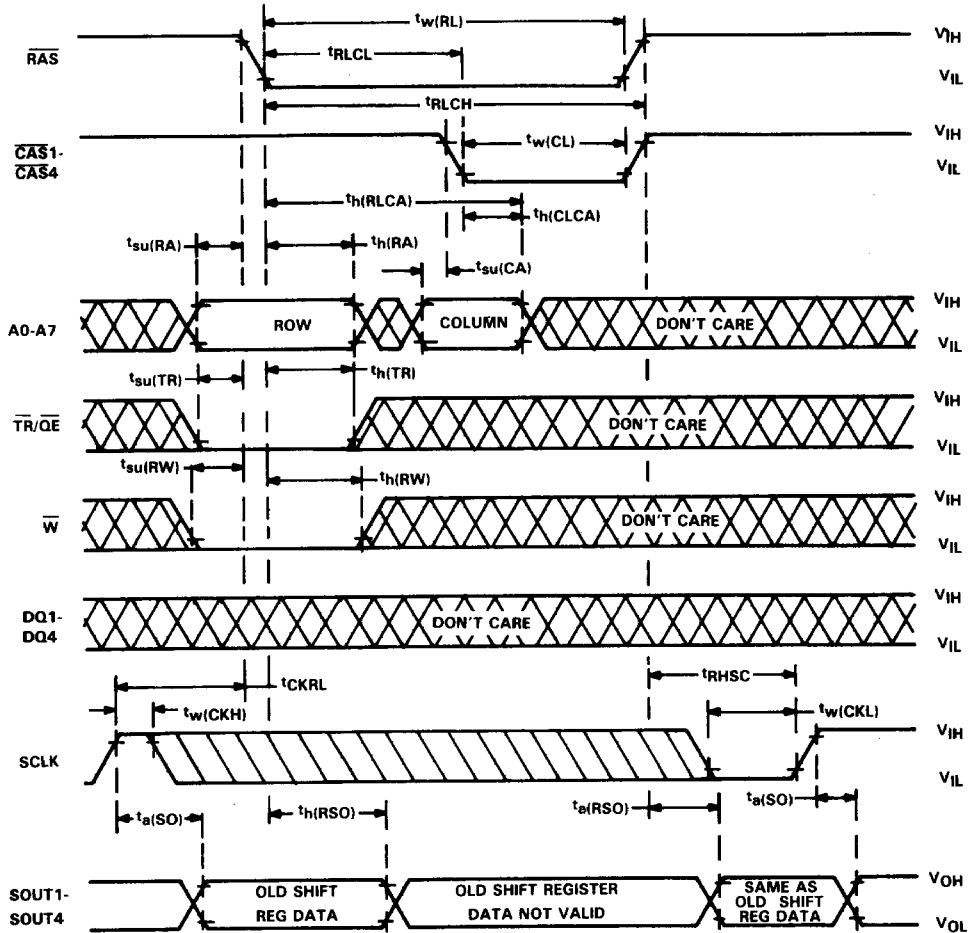 tw(RL)
RAS
VIH
tRLCL
VIL
tRLCH
CAS1-
CAS4
tw(CL)
VIH
VIL
th(RLCA)
th(CLCA)
tsu(RA)
th(RA)
tsu(CA)
A0-A7
ROW
COLUMN
DON'T CARE
VIH
VIL
tsu(TR)
th(TR)
TR/QE
DON'T CARE
VIH
VIL
tsu(RW)
th(RW)
W
DON'T CARE
VIH
VIL
DQ1-
DQ4
DON'T CARE
VIH
VIL
tCKRL
tRHSC
tw(CKH)
tw(CKL)
SCLK
VIH
VIL
ta(SO)
th(RSO)
ta(RSO)
ta(SO)
SOUT1-
SOUT4
OLD SHIFT
REG DATA
OLD SHIFT REGISTER
DATA NOT VALID
SAME AS
OLD SHIFT
REG DATA
VOH
VOL